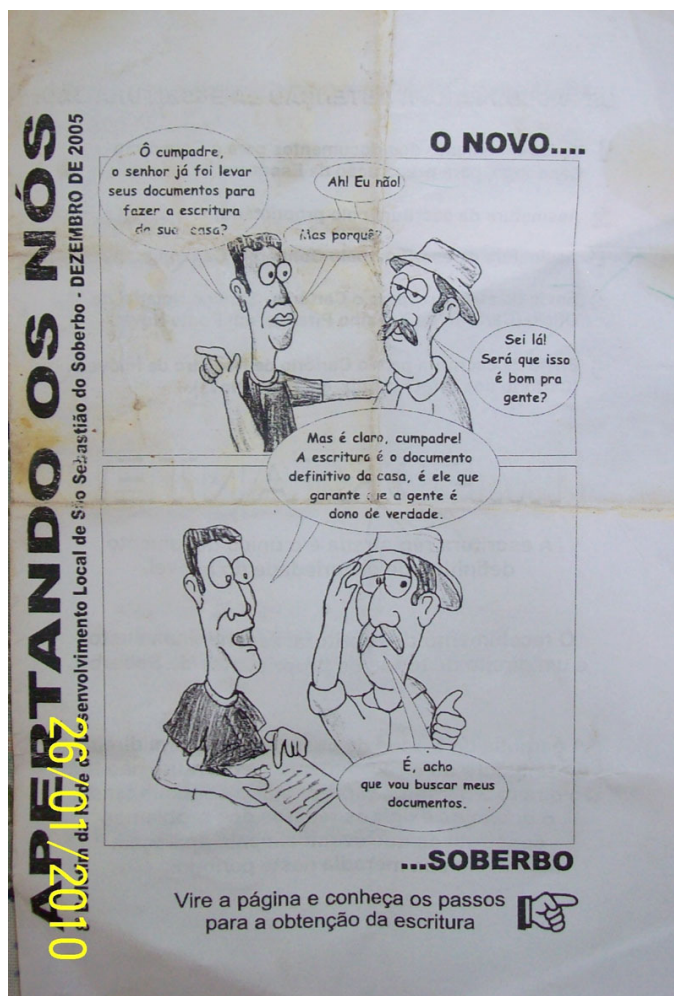 APERTANDO OS NÓS
Boletim da Rede de Desenvolvimento Local de São Sebastião do Soberbo - DEZEMBRO DE 2005
O NOVO....
Ô cumpadre,
o senhor já foi levar
seus documentos para
fazer a escritura
da sua casa?
Ah! Eu não!
Mas porquê?
Sei lá!
Será que isso
é bom pra
gente?
Mas é claro, cumpadre!
A escritura é o documento
definitivo da casa, é ele que
garante que a gente é
dono de verdade.
É, acho
que vou buscar meus
documentos.
...SOBERBO
Vire a página e conheça os passos
para a obtenção da escritura
26/01/2010